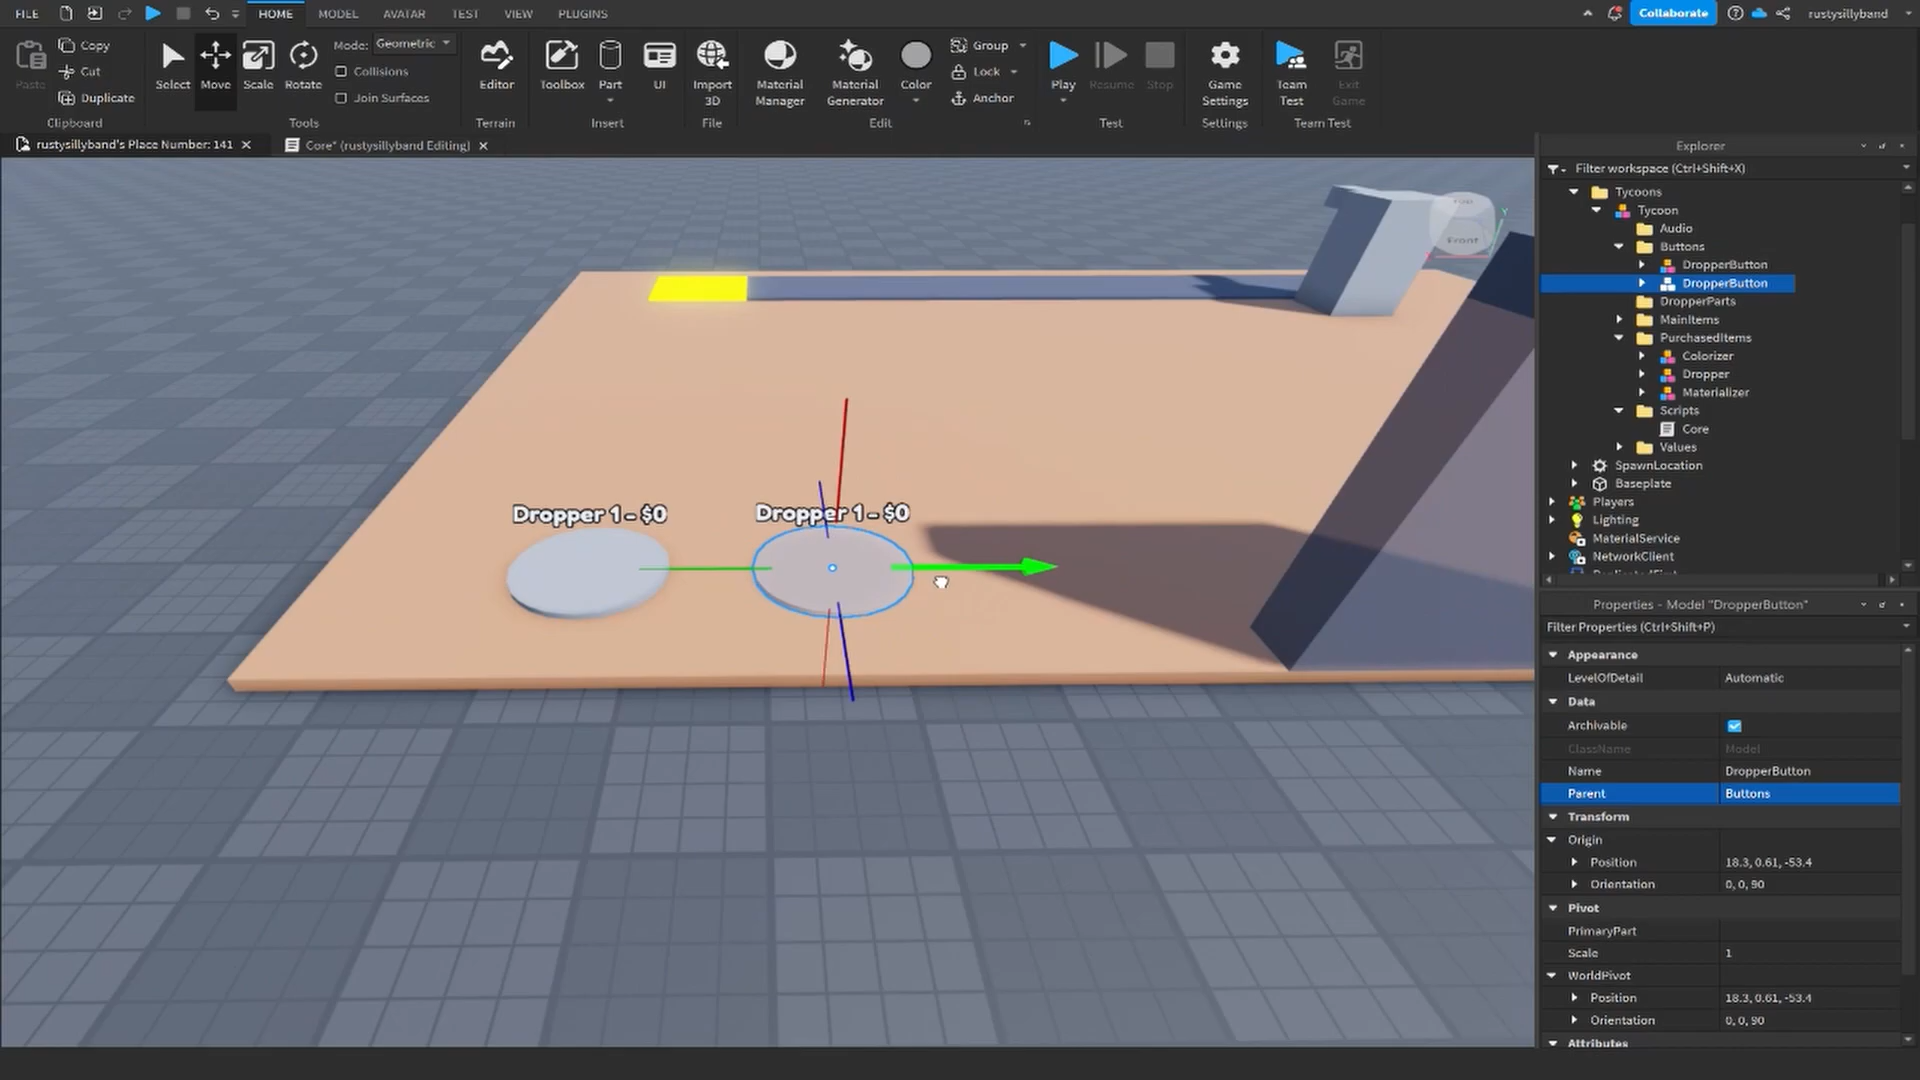 FILE HOME MODEL AVATAR TEST VIEW PLUGINS Collaborate rustysillyband
Paste Copy Cut Duplicate Clipboard
Select Move Scale Rotate Mode: Geometric Collisions Join Surfaces Tools
Editor Terrain
Toolbox Part UI Insert
Import 3D File
Material Manager Material Generator Color Group Lock Anchor Edit
Play Resume Stop Test
Game Settings Settings
Team Test Exit Game Team Test
rustysillyband's Place Number: 141 Core* (rustysillyband Editing)
Front
Dropper 1 - $0
Dropper 1 - $0
Explorer
Filter workspace (Ctrl+Shift+X)
Tycoons
Tycoon
Audio
Buttons
DropperButton
DropperButton
DropperParts
MainItems
PurchasedItems
Colorizer
Dropper
Materializer
Scripts
Core
Values
SpawnLocation
Baseplate
Players
Lighting
MaterialService
NetworkClient
Properties - Model "DropperButton"
Filter Properties (Ctrl+Shift+P)
Appearance
LevelOfDetail Automatic
Data
Archivable
ClassName Model
Name DropperButton
Parent Buttons
Transform
Origin
Position 18.3, 0.61, -53.4
Orientation 0, 0, 90
Pivot
PrimaryPart
Scale 1
WorldPivot
Position 18.3, 0.61, -53.4
Orientation 0, 0, 90
Attributes